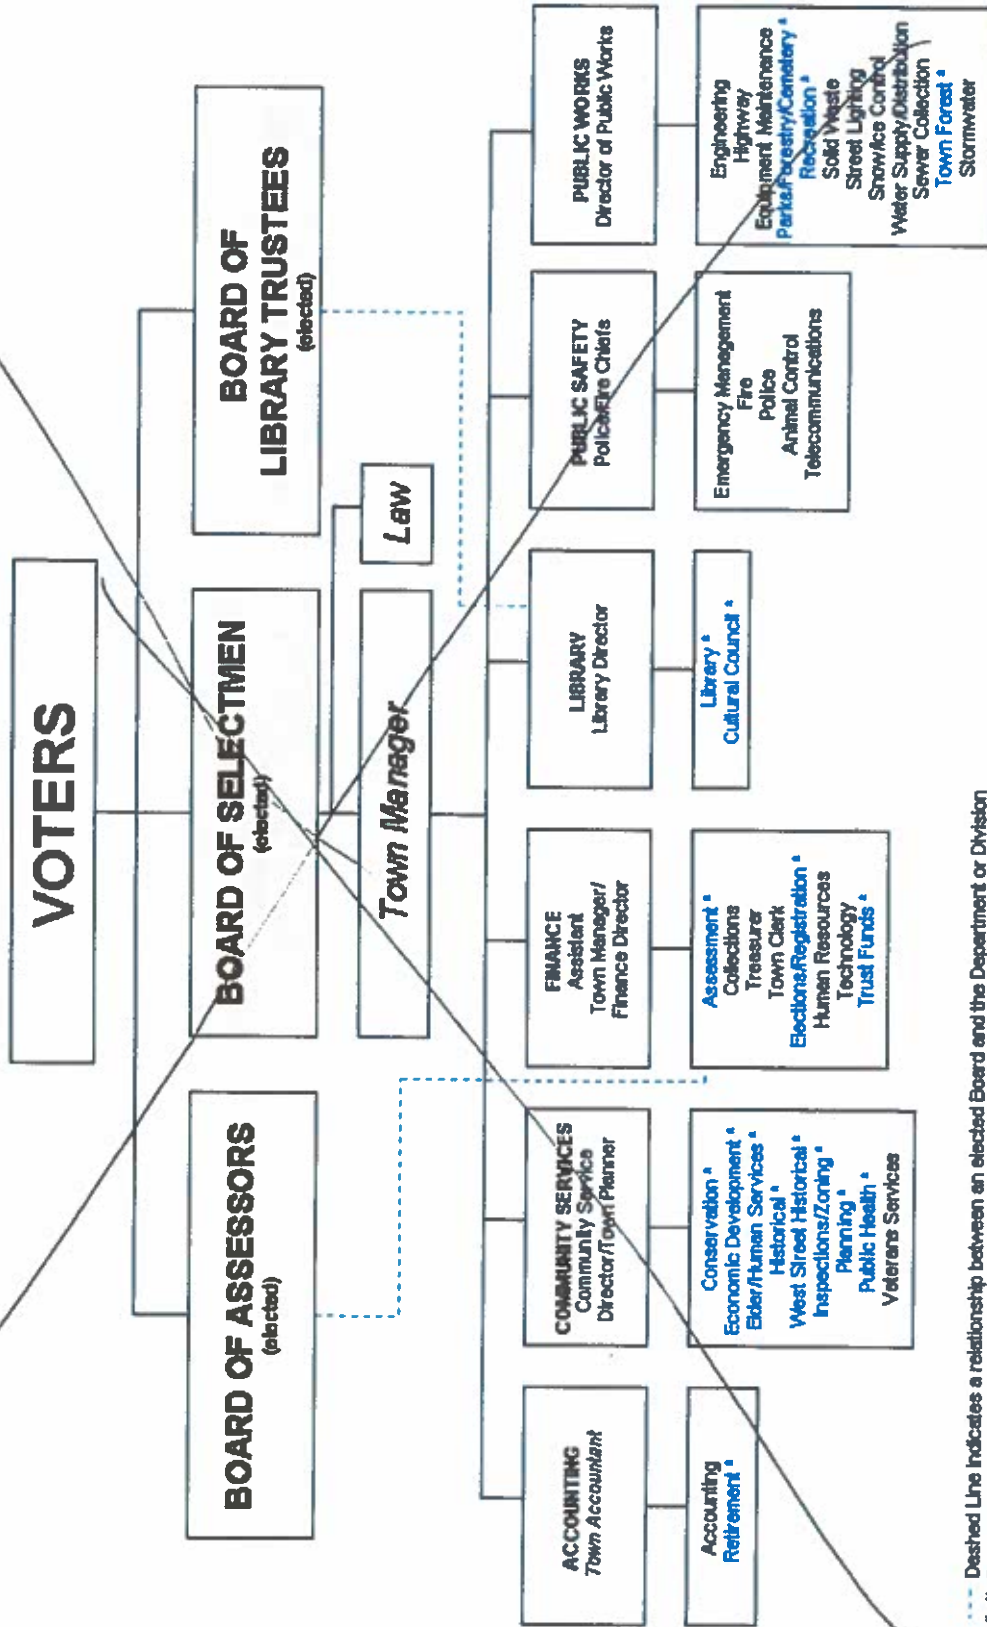 VOTERS
BOARD OF ASSESSORS
(elected)
BOARD OF SELECTMEN
(elected)
BOARD OF
LIBRARY TRUSTEES
(elected)
Town Manager
Law
ACCOUNTING
Town Accountant
COMMUNITY SERVICES
Community Service
Director/Town Planner
FINANCE
Assistant
Town Manager/
Finance Director
LIBRARY
Library Director
PUBLIC SAFETY
Police/Fire Chiefs
PUBLIC WORKS
Director of Public Works
Accounting
Retirement *
Conservation *
Economic Development *
Elder/Human Services *
Historical *
West Street Historical *
Inspections/Zoning *
Planning *
Public Health *
Veterans Services
Assessment *
Collections
Treasurer
Town Clerk
Elections/Registration *
Human Resources
Technology
Trust Funds *
Library *
Cultural Council *
Emergency Management
Fire
Police
Animal Control
Telecommunications
Engineering
Highway
Equipment Maintenance
Parks/Forestry/Cemetery *
Recreation *
Solid Waste
Street Lighting
Snow/Ice Control
Water Supply/Distribution
Sewer Collection
Town Forest *
Stormwater
Dashed Line indicates a relationship between an elected Board and the Department or Division